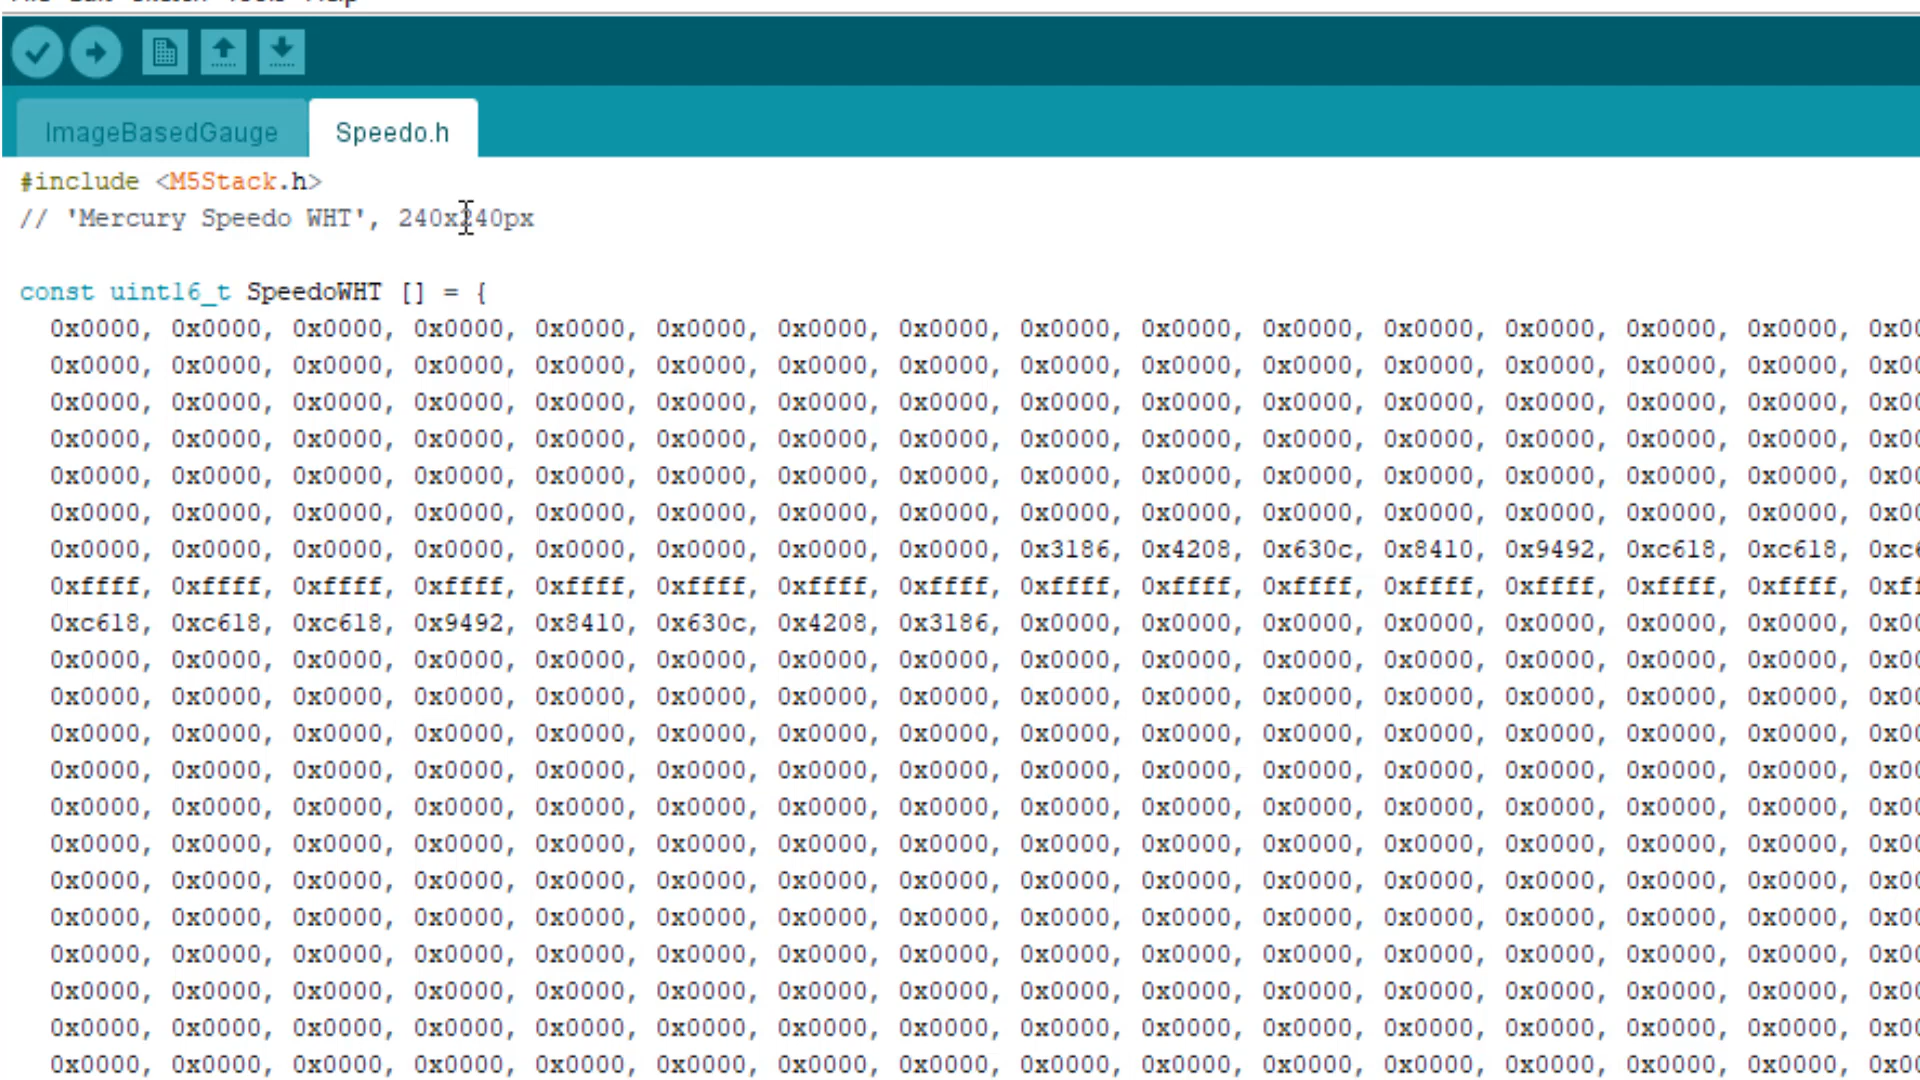 ImageBasedGauge
Speedo.h
#include <M5Stack.h>
// 'Mercury Speedo WHT', 240x240px
const uint16_t SpeedoWHT [] = {
0x0000, 0x0000, 0x0000, 0x0000, 0x0000, 0x0000, 0x0000, 0x0000, 0x0000, 0x0000, 0x0000, 0x0000, 0x0000, 0x0000, 0x0000,
0x0000, 0x0000, 0x0000, 0x0000, 0x0000, 0x0000, 0x0000, 0x0000, 0x0000, 0x0000, 0x0000, 0x0000, 0x0000, 0x0000, 0x0000,
0x0000, 0x0000, 0x0000, 0x0000, 0x0000, 0x0000, 0x0000, 0x0000, 0x0000, 0x0000, 0x0000, 0x0000, 0x0000, 0x0000, 0x0000,
0x0000, 0x0000, 0x0000, 0x0000, 0x0000, 0x0000, 0x0000, 0x0000, 0x0000, 0x0000, 0x0000, 0x0000, 0x0000, 0x0000, 0x0000,
0x0000, 0x0000, 0x0000, 0x0000, 0x0000, 0x0000, 0x0000, 0x0000, 0x0000, 0x0000, 0x0000, 0x0000, 0x0000, 0x0000, 0x0000,
0x0000, 0x0000, 0x0000, 0x0000, 0x0000, 0x0000, 0x0000, 0x0000, 0x0000, 0x0000, 0x0000, 0x0000, 0x0000, 0x0000, 0x0000,
0x0000, 0x0000, 0x0000, 0x0000, 0x0000, 0x0000, 0x0000, 0x0000, 0x3186, 0x4208, 0x630c, 0x8410, 0x9492, 0xc618, 0xc618,
0xffff, 0xffff, 0xffff, 0xffff, 0xffff, 0xffff, 0xffff, 0xffff, 0xffff, 0xffff, 0xffff, 0xffff, 0xffff, 0xffff, 0xffff,
0xc618, 0xc618, 0xc618, 0x9492, 0x8410, 0x630c, 0x4208, 0x3186, 0x0000, 0x0000, 0x0000, 0x0000, 0x0000, 0x0000, 0x0000,
0x0000, 0x0000, 0x0000, 0x0000, 0x0000, 0x0000, 0x0000, 0x0000, 0x0000, 0x0000, 0x0000, 0x0000, 0x0000, 0x0000, 0x0000,
0x0000, 0x0000, 0x0000, 0x0000, 0x0000, 0x0000, 0x0000, 0x0000, 0x0000, 0x0000, 0x0000, 0x0000, 0x0000, 0x0000, 0x0000,
0x0000, 0x0000, 0x0000, 0x0000, 0x0000, 0x0000, 0x0000, 0x0000, 0x0000, 0x0000, 0x0000, 0x0000, 0x0000, 0x0000, 0x0000,
0x0000, 0x0000, 0x0000, 0x0000, 0x0000, 0x0000, 0x0000, 0x0000, 0x0000, 0x0000, 0x0000, 0x0000, 0x0000, 0x0000, 0x0000,
0x0000, 0x0000, 0x0000, 0x0000, 0x0000, 0x0000, 0x0000, 0x0000, 0x0000, 0x0000, 0x0000, 0x0000, 0x0000, 0x0000, 0x0000,
0x0000, 0x0000, 0x0000, 0x0000, 0x0000, 0x0000, 0x0000, 0x0000, 0x0000, 0x0000, 0x0000, 0x0000, 0x0000, 0x0000, 0x0000,
0x0000, 0x0000, 0x0000, 0x0000, 0x0000, 0x0000, 0x0000, 0x0000, 0x0000, 0x0000, 0x0000, 0x0000, 0x0000, 0x0000, 0x0000,
0x0000, 0x0000, 0x0000, 0x0000, 0x0000, 0x0000, 0x0000, 0x0000, 0x0000, 0x0000, 0x0000, 0x0000, 0x0000, 0x0000, 0x0000,
0x0000, 0x0000, 0x0000, 0x0000, 0x0000, 0x0000, 0x0000, 0x0000, 0x0000, 0x0000, 0x0000, 0x0000, 0x0000, 0x0000, 0x0000,
0x0000, 0x0000, 0x0000, 0x0000, 0x0000, 0x0000, 0x0000, 0x0000, 0x0000, 0x0000, 0x0000, 0x0000, 0x0000, 0x0000, 0x0000,
0x0000, 0x0000, 0x0000, 0x0000, 0x0000, 0x0000, 0x0000, 0x0000, 0x0000, 0x0000, 0x0000, 0x0000, 0x0000, 0x0000, 0x0000,
0x0000, 0x0000, 0x0000, 0x0000, 0x0000, 0x0000, 0x0000, 0x0000, 0x0000, 0x0000, 0x0000, 0x0000, 0x0000, 0x0000, 0x0000,